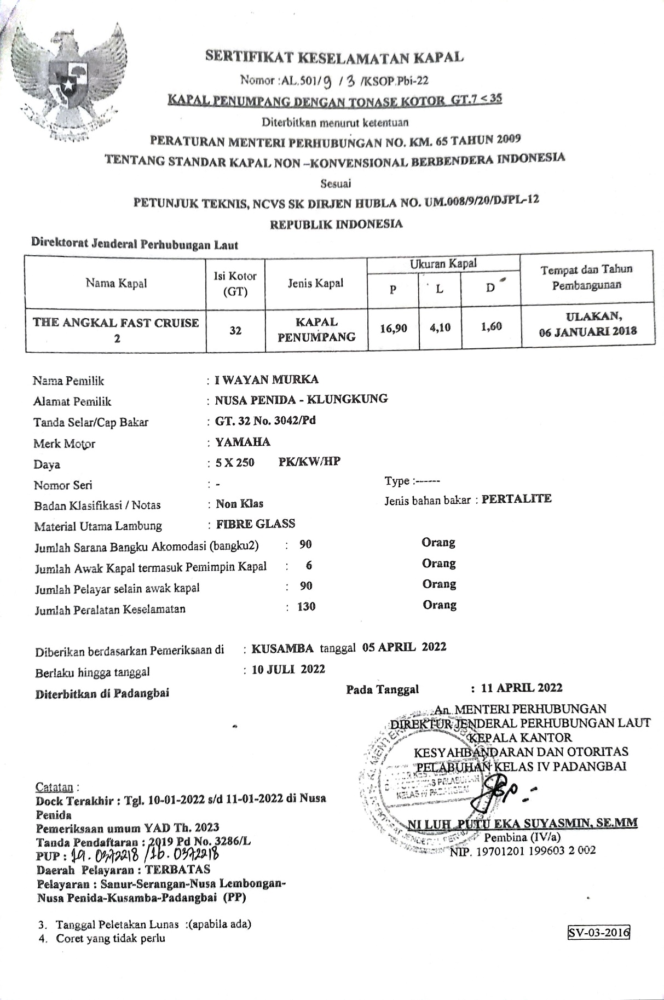 SERTIFIKAT KESELAMATAN KAPAL
Nomor :AL.501/9 / 3 /KSOP.Pbi-22
KAPAL PENUMPANG DENGAN TONASE KOTOR GT.7 < 35
Diterbitkan menurut ketentuan
PERATURAN MENTERI PERHUBUNGAN NO. KM. 65 TAHUN 2009
TENTANG STANDAR KAPAL NON –KONVENSIONAL BERBENDERA INDONESIA
Sesuai
PETUNJUK TEKNIS, NCVS SK DIRJEN HUBLA NO. UM.008/9/20/DJPL-12
REPUBLIK INDONESIA
Direktorat Jenderal Perhubungan Laut
Nama Kapal Isi Kotor (GT) Jenis Kapal Ukuran Kapal P L D Tempat dan Tahun Pembangunan
THE ANGKAL FAST CRUISE 2 32 KAPAL PENUMPANG 16,90 4,10 1,60 ULAKAN, 06 JANUARI 2018
Nama Pemilik : I WAYAN MURKA
Alamat Pemilik : NUSA PENIDA - KLUNGKUNG
Tanda Selar/Cap Bakar : GT. 32 No. 3042/Pd
Merk Motor : YAMAHA
Daya : 5 X 250 PK/KW/HP
Nomor Seri : - Type :------
Badan Klasifikasi / Notas : Non Klas Jenis bahan bakar : PERTALITE
Material Utama Lambung : FIBRE GLASS
Jumlah Sarana Bangku Akomodasi (bangku2) : 90 Orang
Jumlah Awak Kapal termasuk Pemimpin Kapal : 6 Orang
Jumlah Pelayar selain awak kapal : 90 Orang
Jumlah Peralatan Keselamatan : 130 Orang
Diberikan berdasarkan Pemeriksaan di : KUSAMBA tanggal 05 APRIL 2022
Berlaku hingga tanggal : 10 JULI 2022
Diterbitkan di Padangbai Pada Tanggal : 11 APRIL 2022
An. MENTERI PERHUBUNGAN
DIREKTUR JENDERAL PERHUBUNGAN LAUT
KEPALA KANTOR
KESYAHBANDARAN DAN OTORITAS
PELABUHAN KELAS IV PADANGBAI
NI LUH PUTU EKA SUYASMIN, SE.MM
Pembina (IV/a)
NIP. 19701201 199603 2 002
Catatan :
Dock Terakhir : Tgl. 10-01-2022 s/d 11-01-2022 di Nusa
Penida
Pemeriksaan umum YAD Th. 2023
Tanda Pendaftaran : 2019 Pd No. 3286/L
PUP : 1a. 0372218 /1b. 0372218
Daerah Pelayaran : TERBATAS
Pelayaran : Sanur-Serangan-Nusa Lembongan-
Nusa Penida-Kusamba-Padangbai (PP)
3. Tanggal Peletakan Lunas :(apabila ada)
4. Coret yang tidak perlu
SV-03-2016